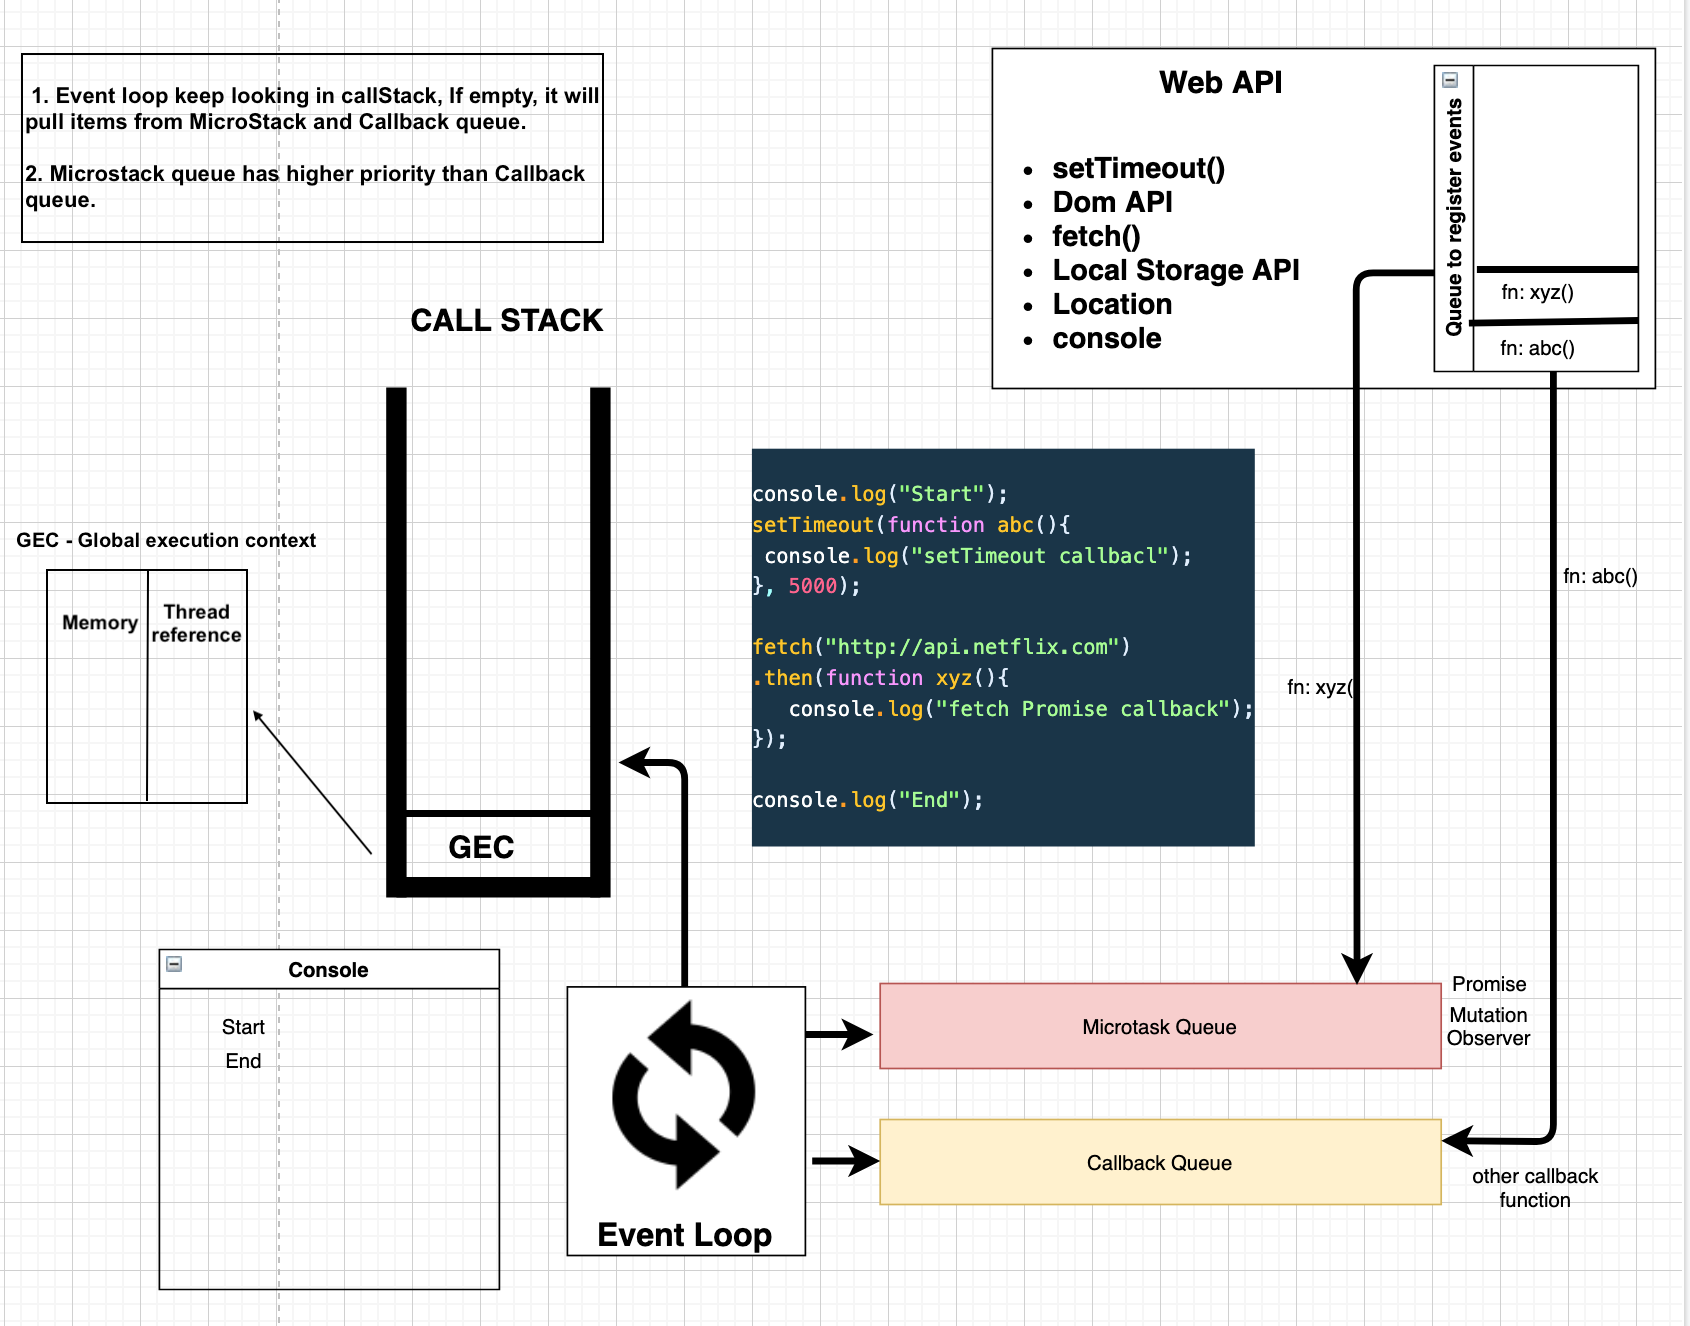 1. Event loop keep looking in callStack, If empty, it will
pull items from MicroStack and Callback queue.
2. Microstack queue has higher priority than Callback
queue.
Web API
• setTimeout()
• Dom API
• fetch()
• Local Storage API
• Location
• console
Queue to register events
fn: xyz()
fn: abc()
CALL STACK
GEC - Global execution context
Memory
Thread
reference
GEC
console.log("Start");
setTimeout(function abc(){
console.log("setTimeout callbacl");
}, 5000);
fetch("http://api.netflix.com")
.then(function xyz(){
console.log("fetch Promise callback");
});
console.log("End");
fn: abc()
fn: xyz(
Console
Start
End
Event Loop
Microtask Queue
Promise
Mutation
Observer
Callback Queue
other callback
function